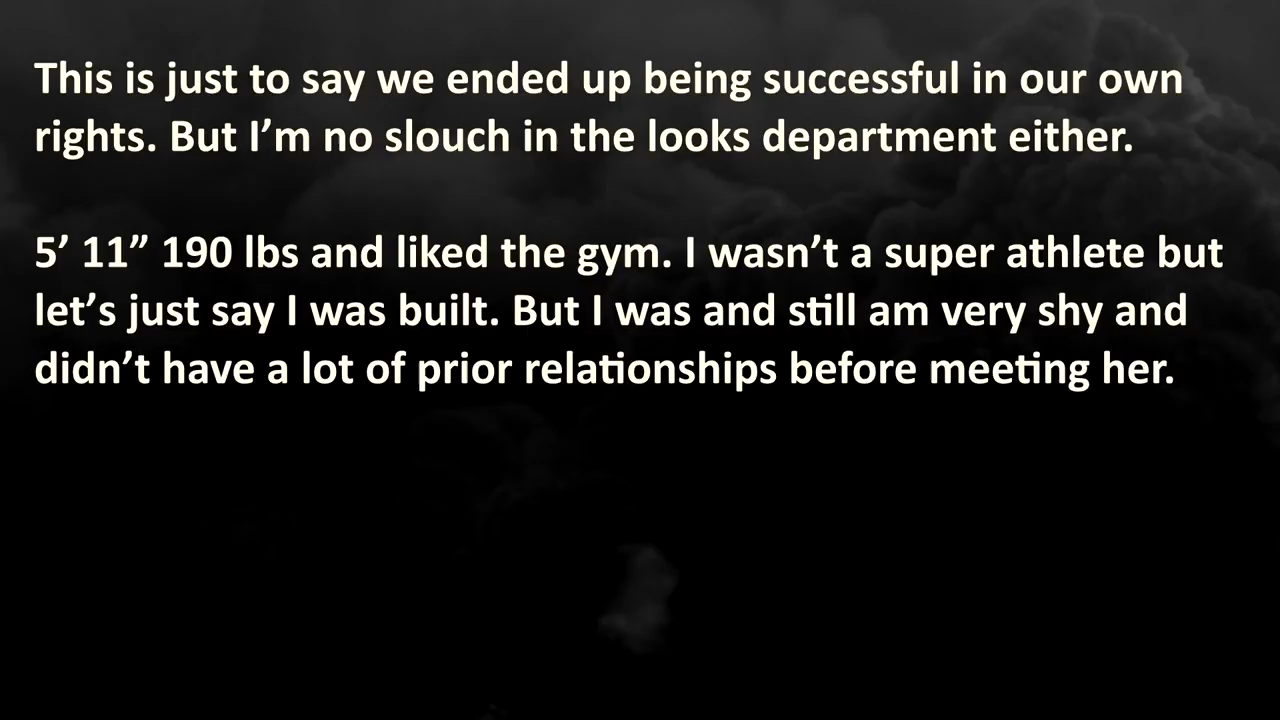 This is just to say we ended up being successful in our own
rights. But I’m no slouch in the looks department either.
5’ 11” 190 lbs and liked the gym. I wasn’t a super athlete but
let’s just say I was built. But I was and still am very shy and
didn’t have a lot of prior relationships before meeting her.